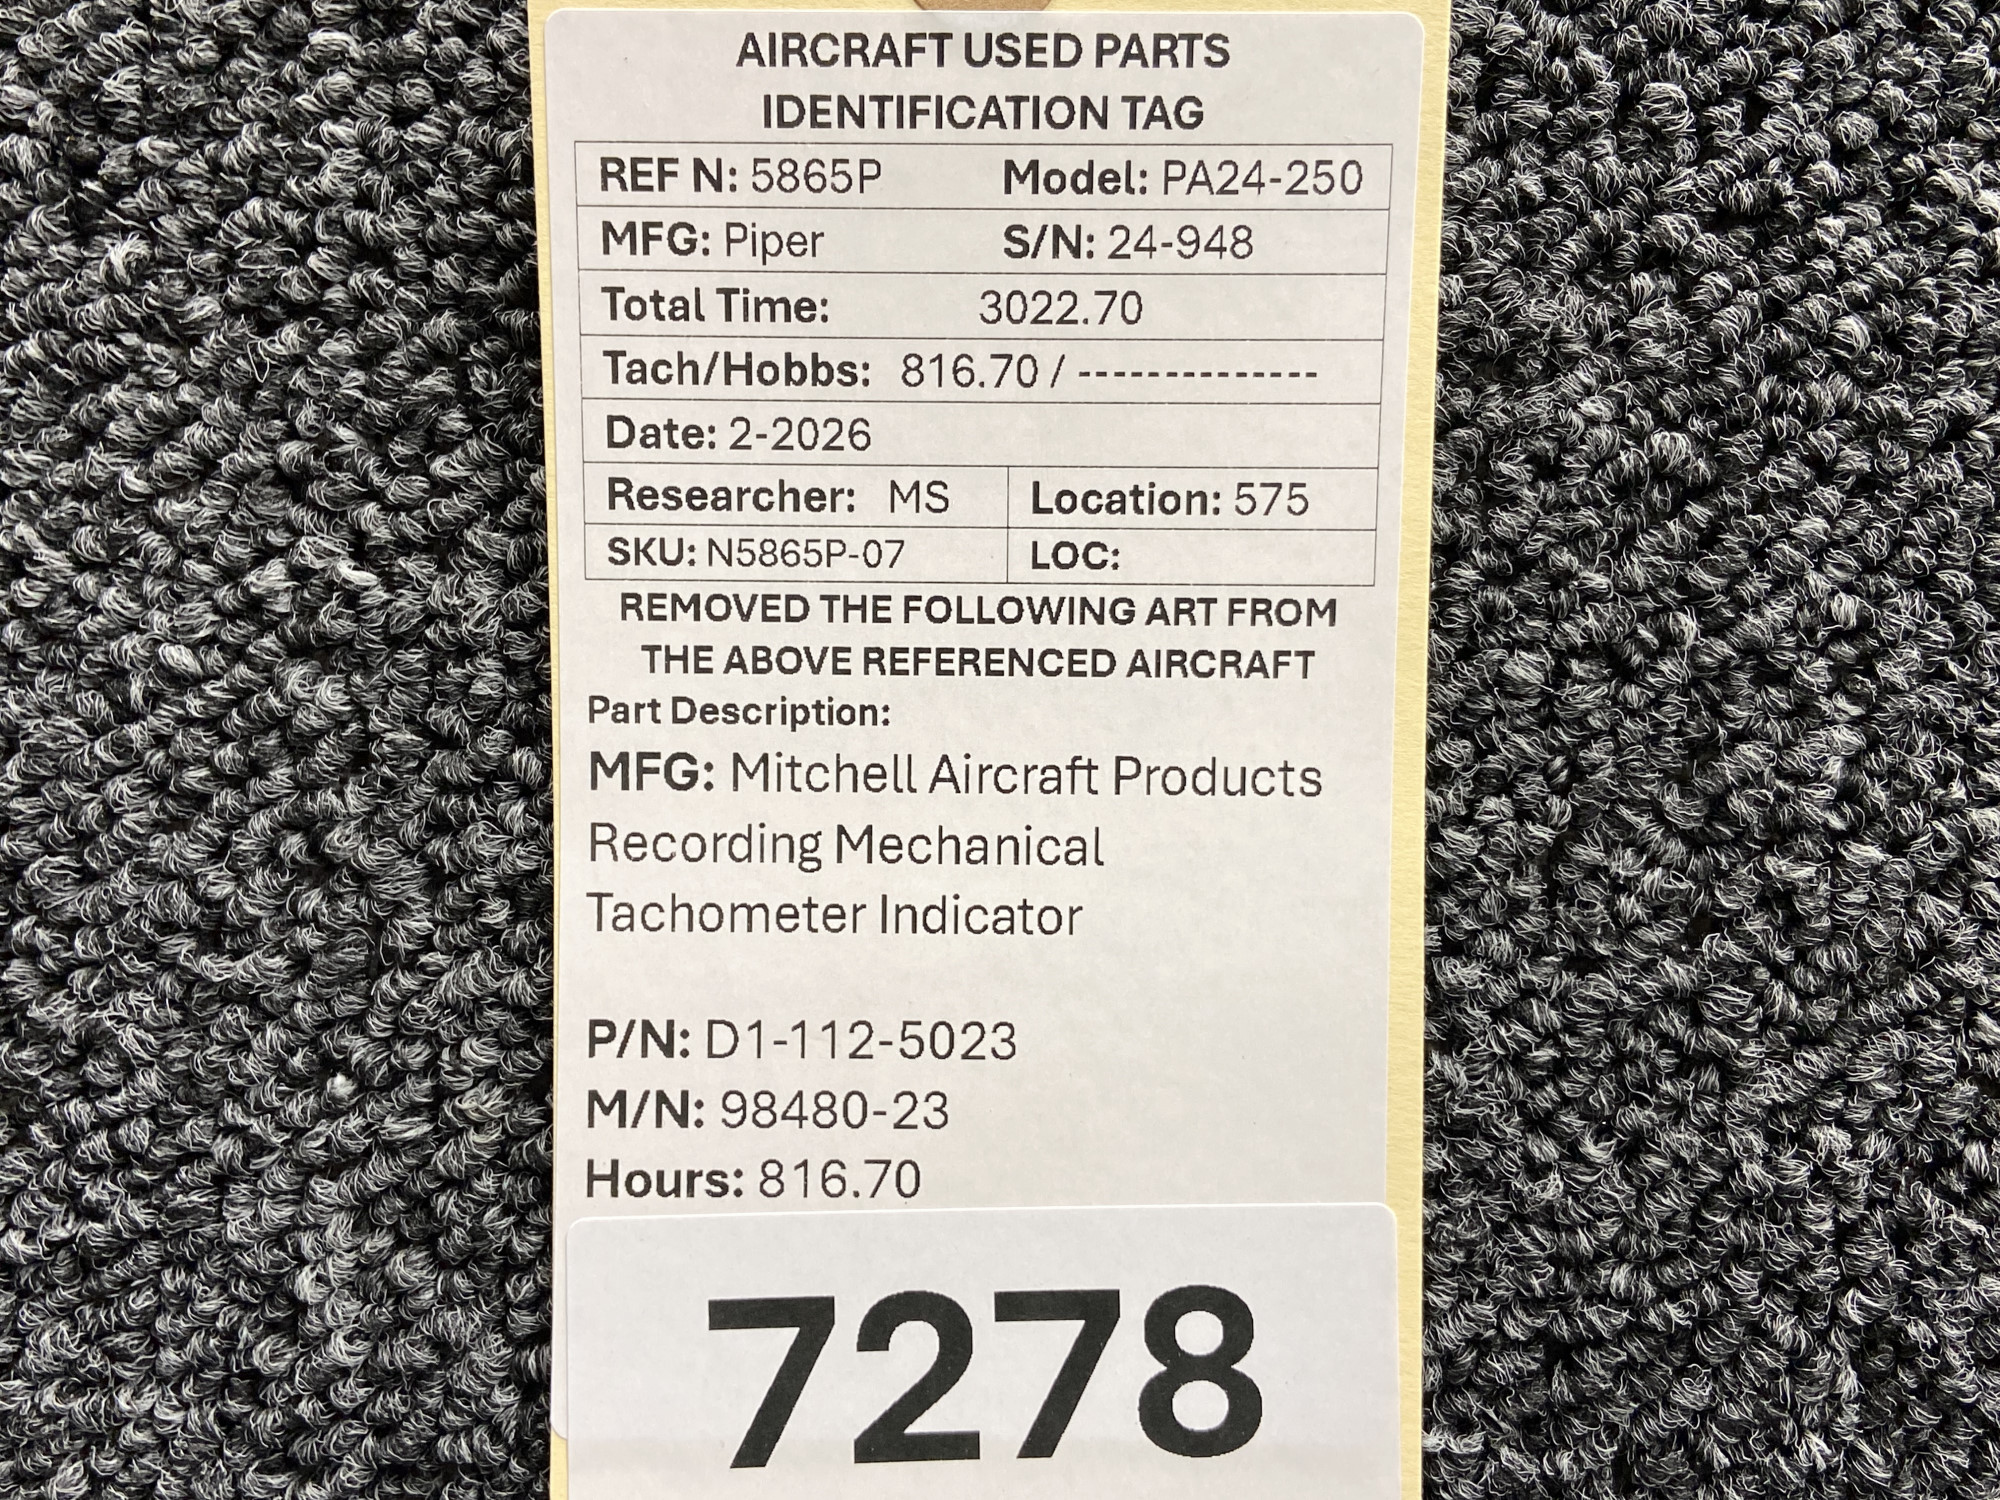 AIRCRAFT USED PARTS
IDENTIFICATION TAG
REF N: 5865P Model: PA24-250
MFG: Piper S/N: 24-948
Total Time: 3022.70
Tach/Hobbs: 816.70 / --------------
Date: 2-2026
Researcher: MS Location: 575
SKU: N5865P-07 LOC:
REMOVED THE FOLLOWING ART FROM
THE ABOVE REFERENCED AIRCRAFT
Part Description:
MFG: Mitchell Aircraft Products
Recording Mechanical
Tachometer Indicator
P/N: D1-112-5023
M/N: 98480-23
Hours: 816.70
7278